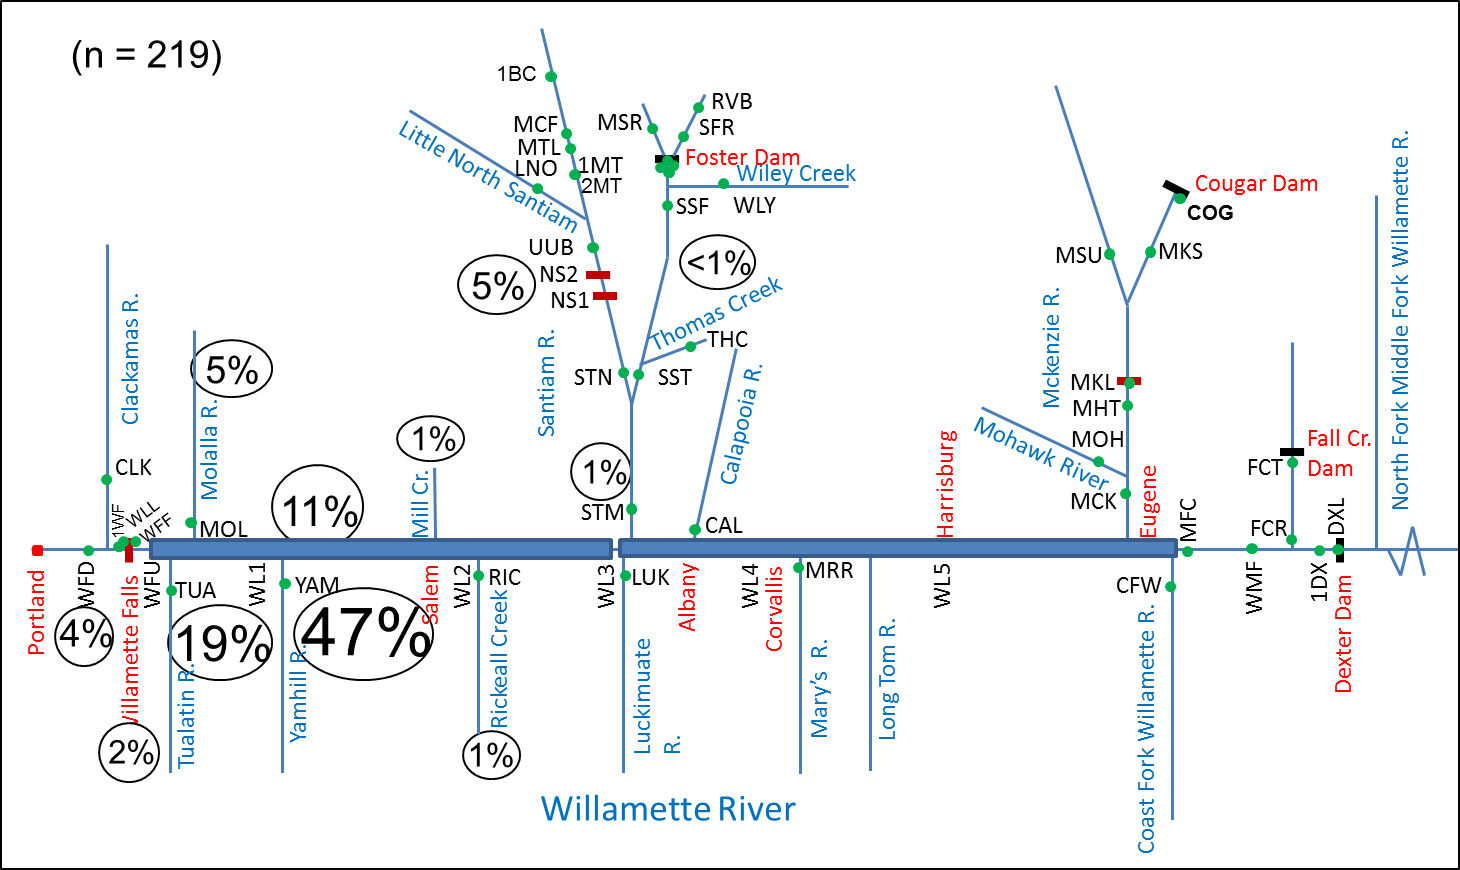 (n = 219)
1BC
MCF
MTL
LNO
1MT
2MT
Little North Santiam
UUB
NS2
NS1
5%
MSR
RVB
SFR
Foster Dam
Wiley Creek
WLY
SSF
<1%
Thomas Creek
THC
STN
SST
Santiam R.
Calapooia R.
1%
STM
CAL
Cougar Dam
COG
MSU
MKS
Mckenzie R.
MKL
MHT
MOH
Mohawk River
MCK
Harrisburg
Eugene
MFC
Fall Cr.
Dam
FCT
FCR
DXL
North Fork Middle Fork Willamette R.
Clackamas R.
CLK
5%
Molalla R.
MOL
1WF
WLL
WFF
11%
1%
Mill Cr.
Portland
WFD
4%
Willamette Falls
2%
WFU
TUA
19%
Tualatin R.
WL1
YAM
47%
Yamhill R.
Salem
WL2
RIC
Rickeall Creek
1%
WL3
LUK
Luckimuate
R.
Albany
WL4
Corvallis
MRR
Mary's R.
Long Tom R.
WL5
CFW
Coast Fork Willamette R.
WMF
1DX
Dexter Dam
Willamette River